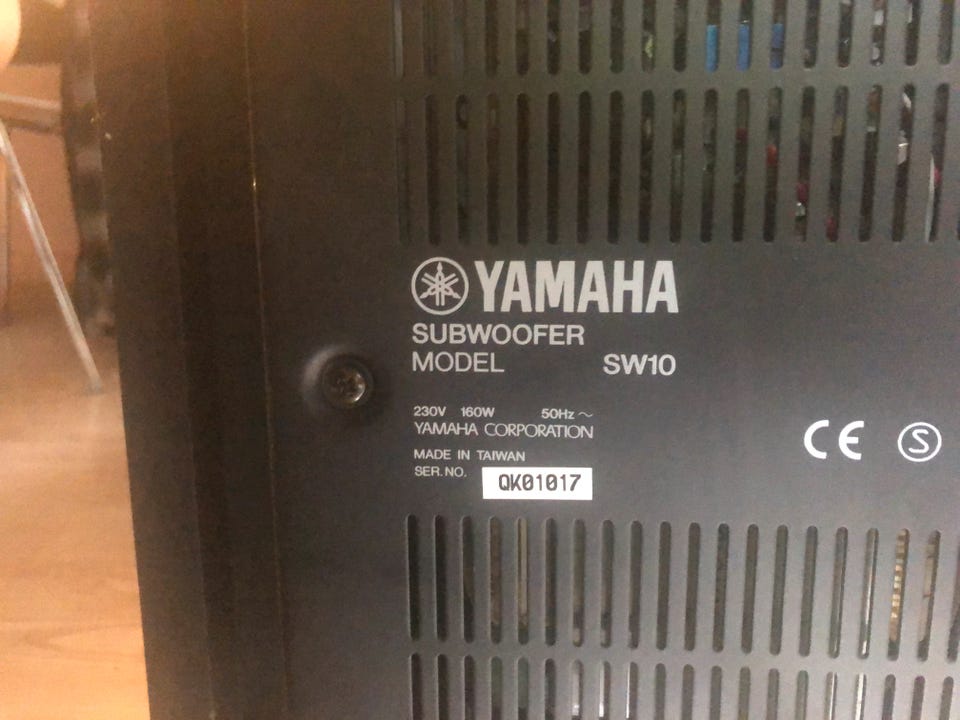 YAMAHA
SUBWOOFER
MODEL SW10
230V 160W 50Hz ~
YAMAHA CORPORATION
MADE IN TAIWAN
SER. NO. QK01017
CE S